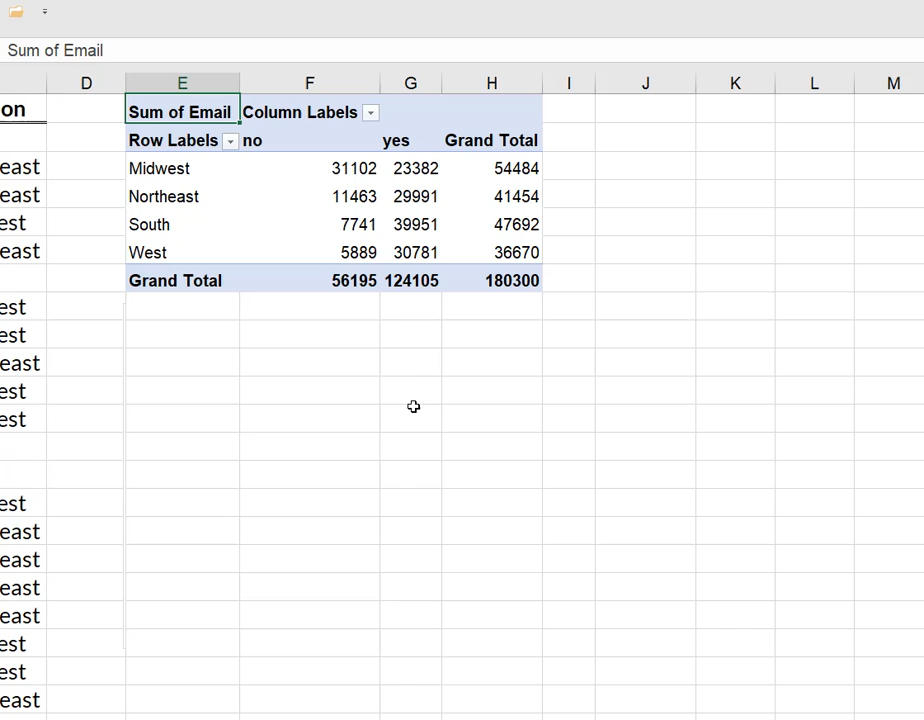 Sum of Email
D E F G H I J K L M
on Sum of Email Column Labels
Row Labels no yes Grand Total
east Midwest 31102 23382 54484
east Northeast 11463 29991 41454
est South 7741 39951 47692
east West 5889 30781 36670
Grand Total 56195 124105 180300
est
est
east
est
est
est
east
east
east
east
est
est
east